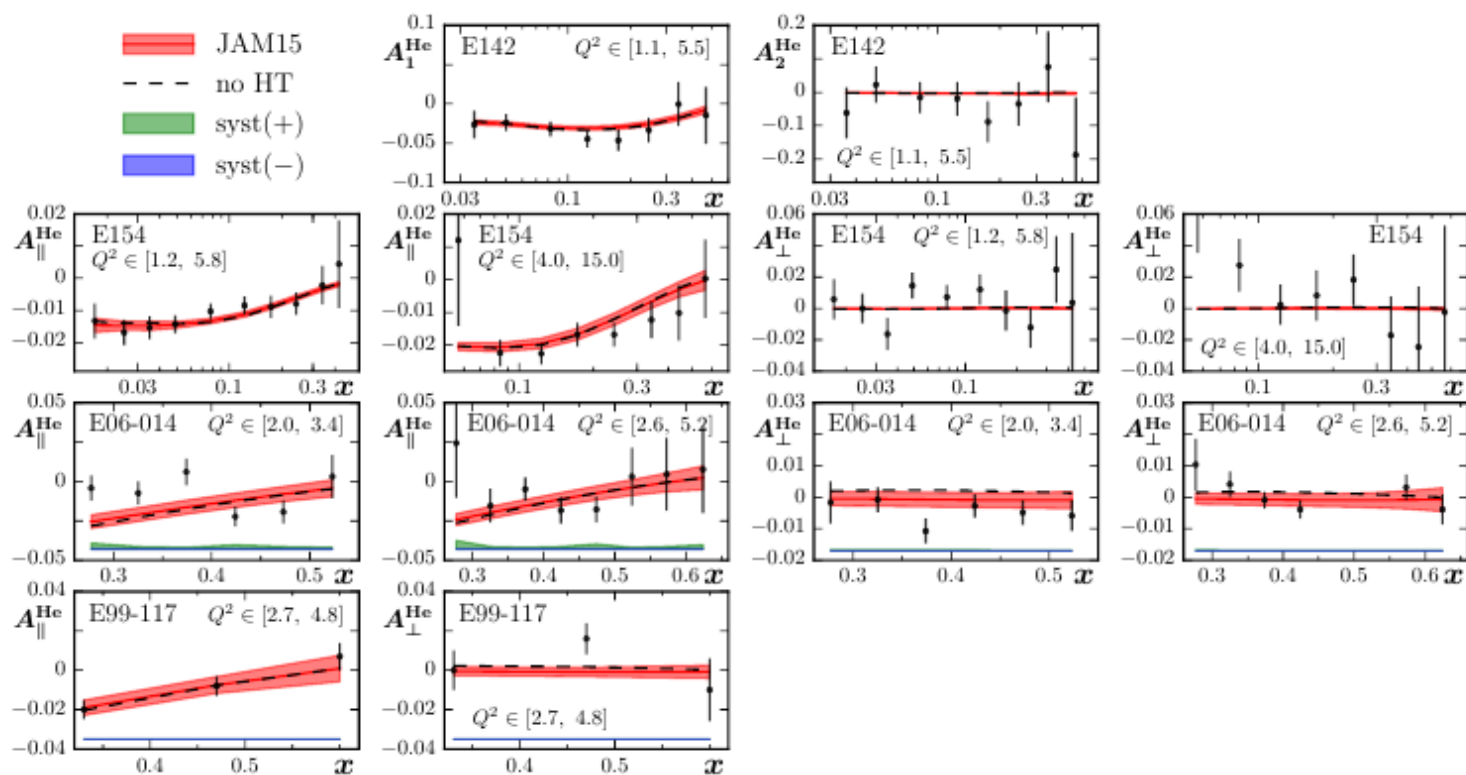 JAM15
no HT
syst(+)
syst(−)
A₁ᴴᵉ
E142
Q² ∈ [1.1, 5.5]
0.1
0.05
0
−0.05
−0.1
0.03 0.1 0.3 x
A₂ᴴᵉ
E142
Q² ∈ [1.1, 5.5]
0.2
0.1
0
−0.1
−0.2
0.03 0.1 0.3 x
A∥ᴴᵉ
E154
Q² ∈ [1.2, 5.8]
0.02
0.01
0
−0.01
−0.02
0.03 0.1 0.3 x
A∥ᴴᵉ
E154
Q² ∈ [4.0, 15.0]
0.02
0.01
0
−0.01
−0.02
0.1 0.3 x
A⊥ᴴᵉ
E154
Q² ∈ [1.2, 5.8]
0.06
0.04
0.02
0
−0.02
−0.04
0.03 0.1 0.3 x
A⊥ᴴᵉ
E154
Q² ∈ [4.0, 15.0]
0.06
0.04
0.02
0
−0.02
−0.04
0.1 0.3 x
A∥ᴴᵉ
E06-014
Q² ∈ [2.0, 3.4]
0.05
0
−0.05
0.3 0.4 0.5 x
A∥ᴴᵉ
E06-014
Q² ∈ [2.6, 5.2]
0.05
0
−0.05
0.3 0.4 0.5 0.6 x
A⊥ᴴᵉ
E06-014
Q² ∈ [2.0, 3.4]
0.03
0.01
0
−0.01
−0.02
0.3 0.4 0.5 x
A⊥ᴴᵉ
E06-014
Q² ∈ [2.6, 5.2]
0.03
0.01
0
−0.01
−0.02
0.3 0.4 0.5 0.6 x
A∥ᴴᵉ
E99-117
Q² ∈ [2.7, 4.8]
0.04
0.02
0
−0.02
−0.04
0.4 0.5 x
A⊥ᴴᵉ
E99-117
Q² ∈ [2.7, 4.8]
0.04
0.02
0
−0.02
−0.04
0.4 0.5 x